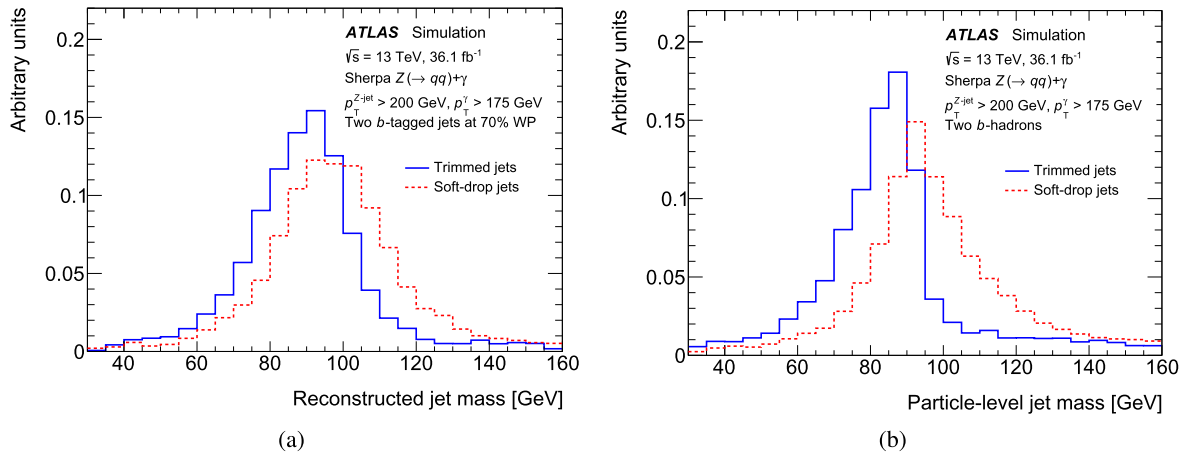 Arbitrary units
0.2
0.15
0.1
0.05
0
ATLAS Simulation
√s = 13 TeV, 36.1 fb⁻¹
Sherpa Z (→ qq)+γ
p_T^{Z-jet} > 200 GeV, p_T^γ > 175 GeV
Two b-tagged jets at 70% WP
Trimmed jets
Soft-drop jets
40 60 80 100 120 140 160
Reconstructed jet mass [GeV]
(a)
Arbitrary units
0.2
0.15
0.1
0.05
0
ATLAS Simulation
√s = 13 TeV, 36.1 fb⁻¹
Sherpa Z (→ qq)+γ
p_T^{Z-jet} > 200 GeV, p_T^γ > 175 GeV
Two b-hadrons
Trimmed jets
Soft-drop jets
40 60 80 100 120 140 160
Particle-level jet mass [GeV]
(b)